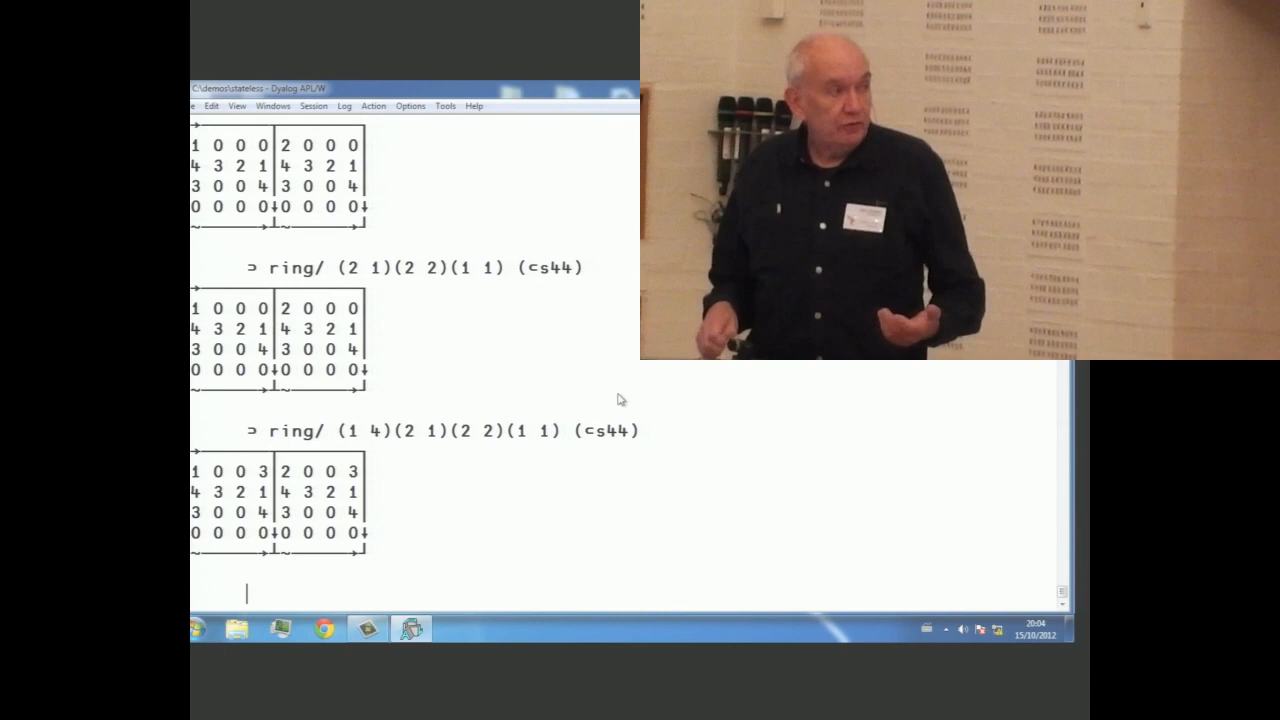 C:\demos\stateless - Dyalog APL/W
e Edit View Windows Session Log Action Options Tools Help
1 0 0 0 2 0 0 0
4 3 2 1 4 3 2 1
3 0 0 4 3 0 0 4
0 0 0 0 0 0 0 0
⊃ ring/ (2 1)(2 2)(1 1) (⊂s44)
1 0 0 0 2 0 0 0
4 3 2 1 4 3 2 1
3 0 0 4 3 0 0 4
0 0 0 0 0 0 0 0
⊃ ring/ (1 4)(2 1)(2 2)(1 1) (⊂s44)
1 0 0 3 2 0 0 3
4 3 2 1 4 3 2 1
3 0 0 4 3 0 0 4
0 0 0 0 0 0 0 0
20:04
15/10/2012